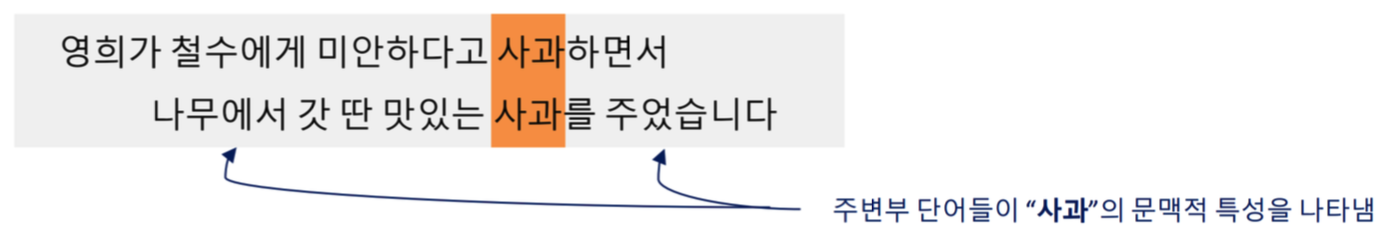 영희가 철수에게 미안하다고 사과하면서
나무에서 갓 딴 맛있는 사과를 주었습니다
주변부 단어들이 “사과”의 문맥적 특성을 나타냄